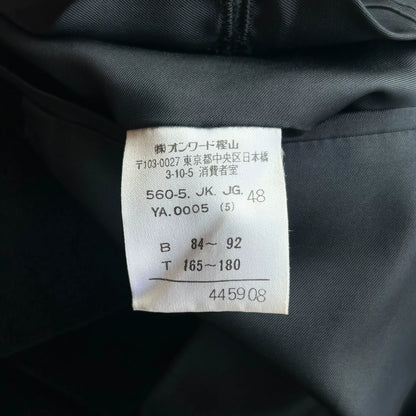 ㈱オンワード樫山
〒103-0027 東京都中央区日本橋
3-10-5 消費者室
560-5. JK. JG. 48
YA.0005 (5)
B 84~ 92
T 165~180
445908